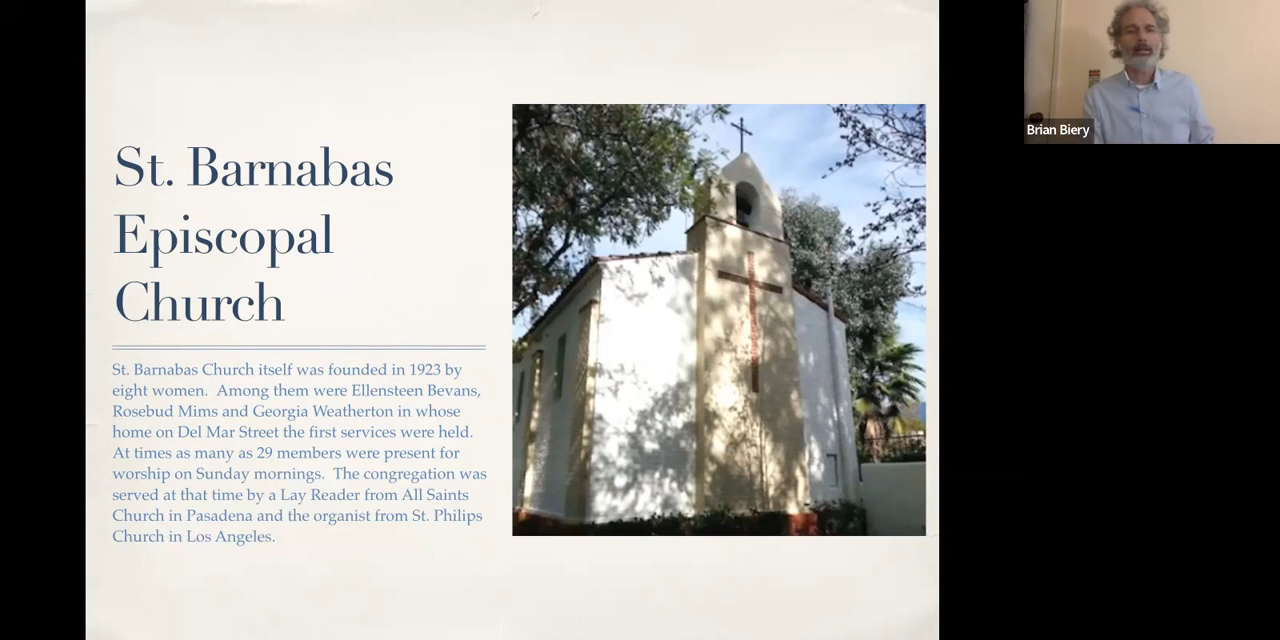 St. Barnabas
Episcopal
Church
St. Barnabas Church itself was founded in 1923 by
eight women.  Among them were Ellensteen Bevans,
Rosebud Mims and Georgia Weatherton in whose
home on Del Mar Street the first services were held.
At times as many as 29 members were present for
worship on Sunday mornings.  The congregation was
served at that time by a Lay Reader from All Saints
Church in Pasadena and the organist from St. Philips
Church in Los Angeles.
Brian Biery